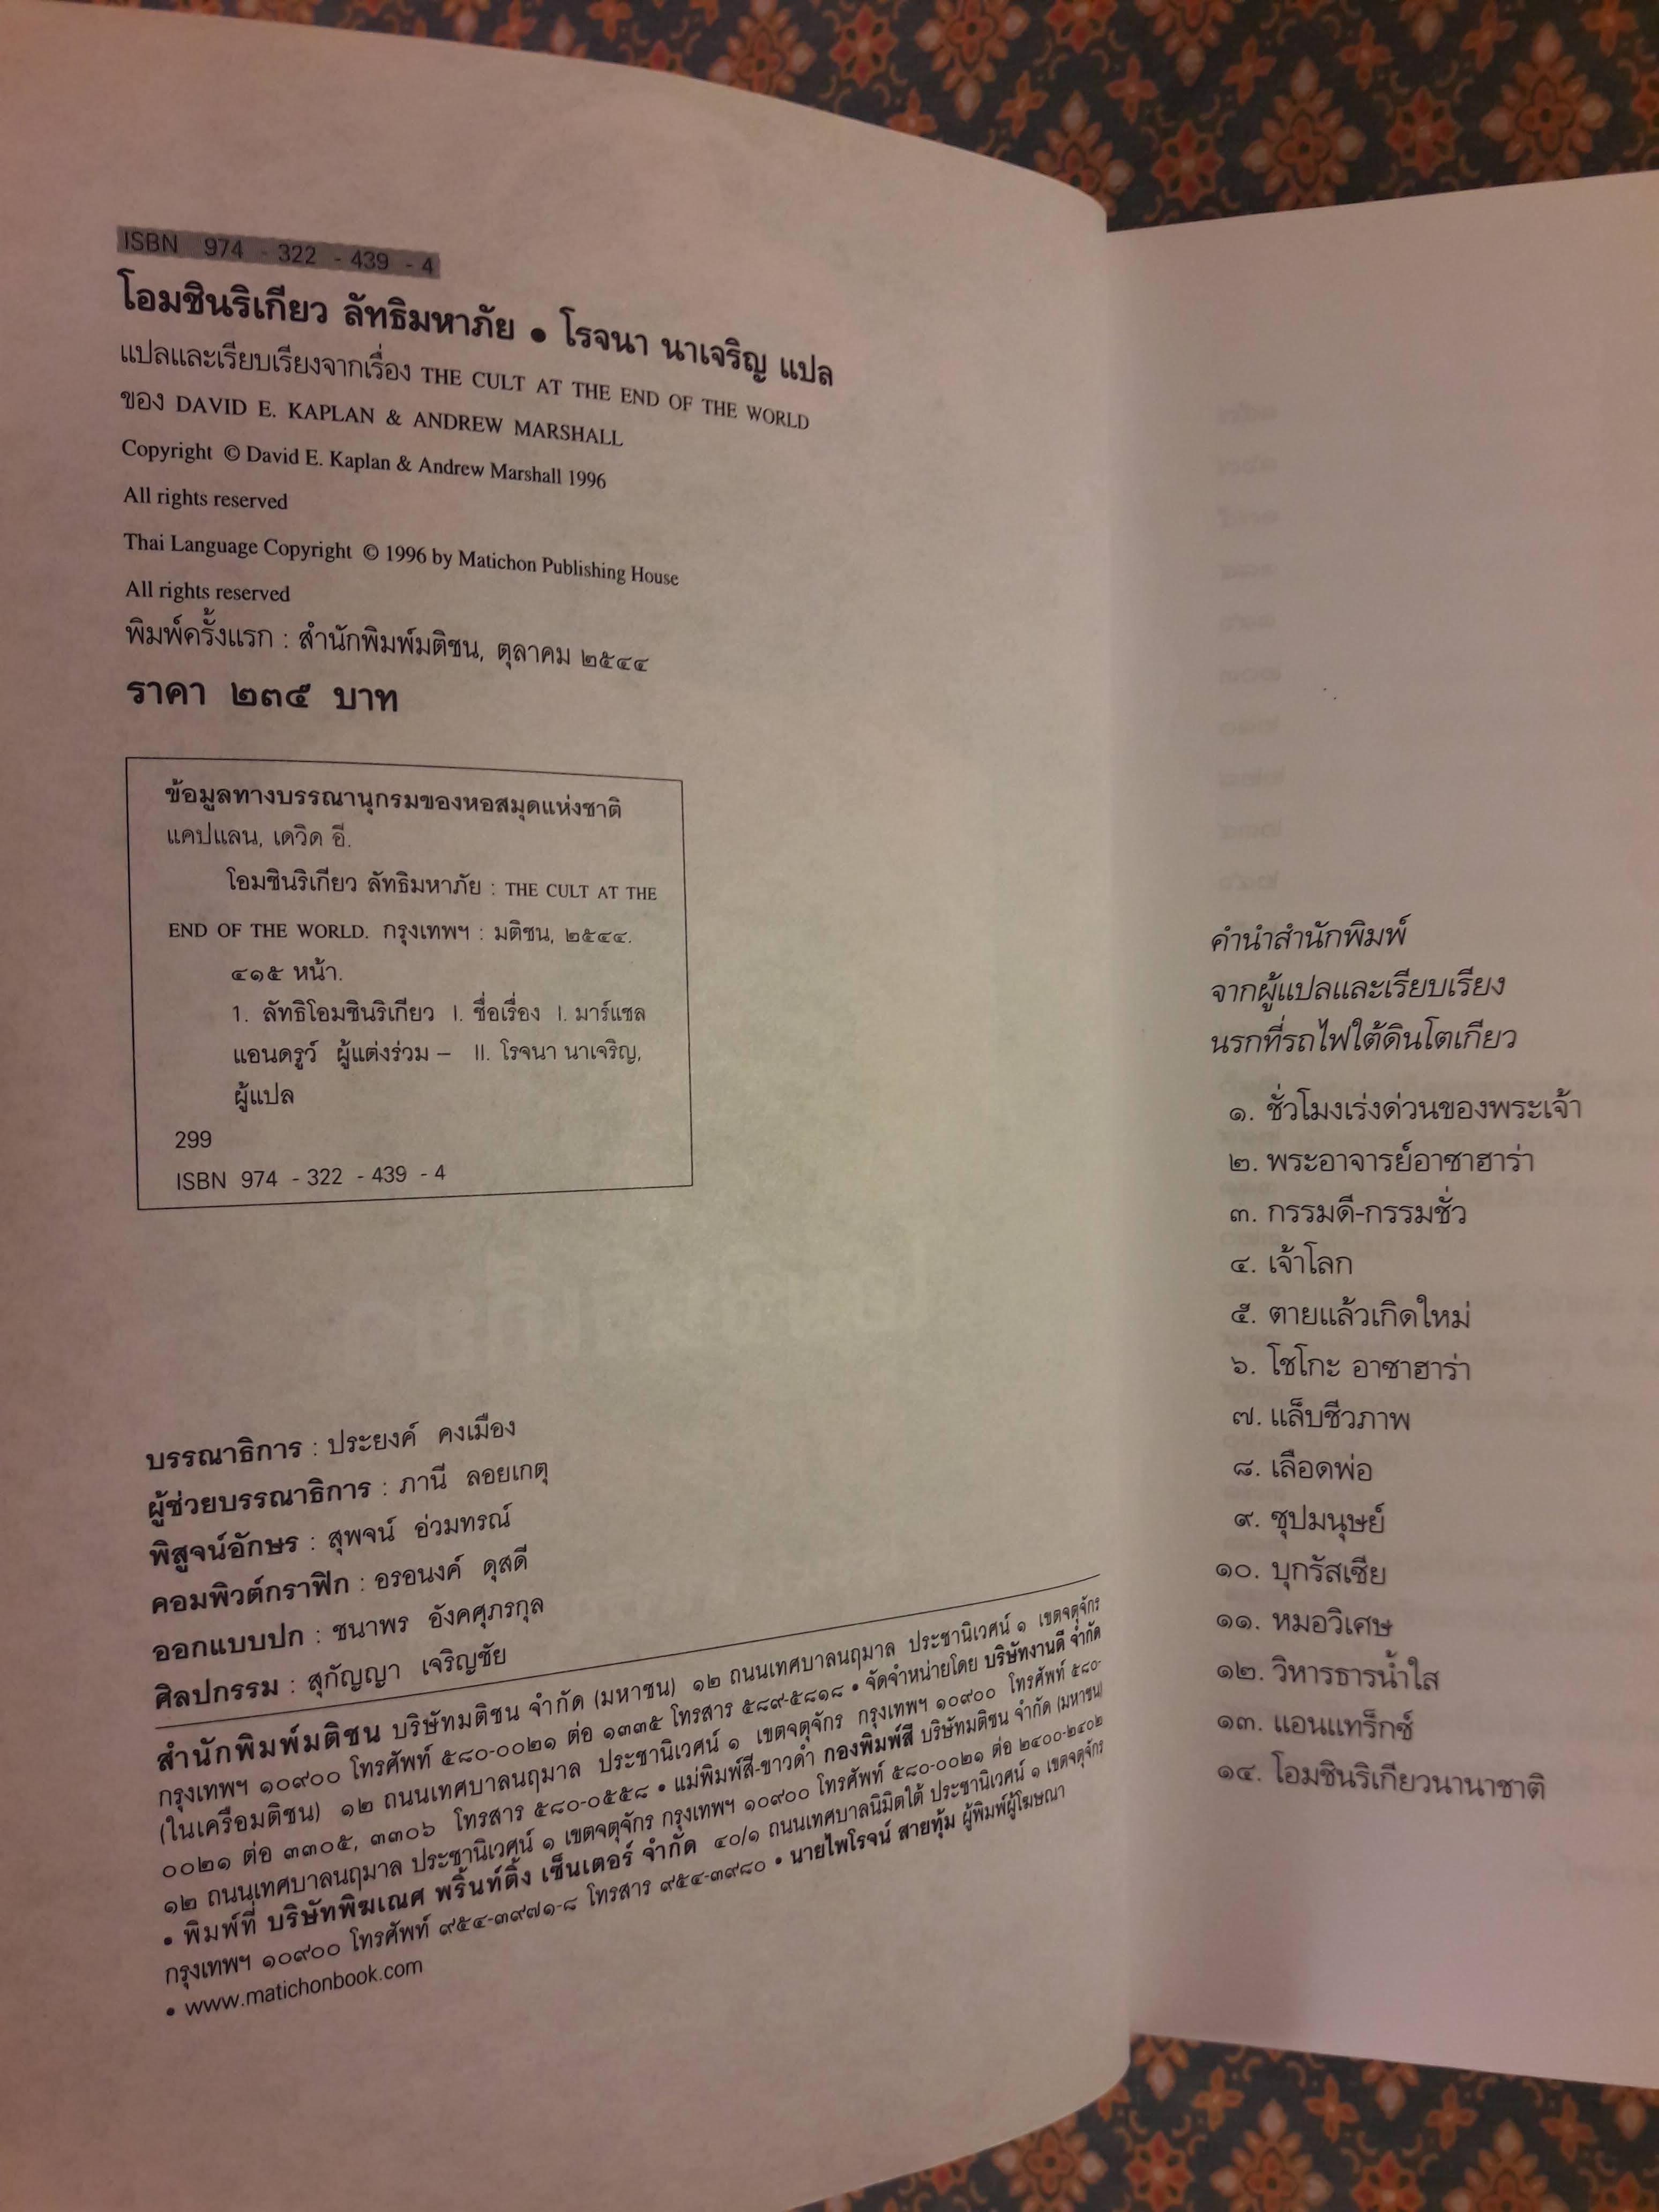 ISBN 974 - 322 - 439 - 4
โอมชินริเกียว ลัทธิมหาภัย • โรจนา นาเจริญ แปล
แปลและเรียบเรียงจากเรื่อง THE CULT AT THE END OF THE WORLD
ของ DAVID E. KAPLAN & ANDREW MARSHALL
Copyright © David E. Kaplan & Andrew Marshall 1996
All rights reserved
Thai Language Copyright © 1996 by Matichon Publishing House
All rights reserved
พิมพ์ครั้งแรก : สำนักพิมพ์มติชน, ตุลาคม ๒๕๔๔
ราคา ๒๓๕ บาท
ข้อมูลทางบรรณานุกรมของหอสมุดแห่งชาติ
แคปแลน, เดวิด อี.
โอมชินริเกียว ลัทธิมหาภัย : THE CULT AT THE
END OF THE WORLD. กรุงเทพฯ : มติชน, ๒๕๔๔.
๔๑๕ หน้า.
1. ลัทธิโอมชินริเกียว I. ชื่อเรื่อง I. มาร์แชล
แอนดรูว์ ผู้แต่งร่วม – II. โรจนา นาเจริญ,
ผู้แปล
299
ISBN 974 - 322 - 439 - 4
บรรณาธิการ : ประยงค์ คงเมือง
ผู้ช่วยบรรณาธิการ : ภานี ลอยเกตุ
พิสูจน์อักษร : สุพจน์ อ่วมทรณ์
คอมพิวต์กราฟิก : อรอนงค์ ดุสดี
ออกแบบปก : ชนาพร อังคศุภรกุล
ศิลปกรรม : สุกัญญา เจริญชัย
สำนักพิมพ์มติชน บริษัทมติชน จำกัด (มหาชน) ๑๒ ถนนเทศบาลนฤมาล ประชานิเวศน์ ๑ เขตจตุจักร
กรุงเทพฯ ๑๐๙๐๐ โทรศัพท์ ๕๘๐-๐๐๒๑ ต่อ ๑๓๓๕ โทรสาร ๕๘๙-๕๘๑๘ • จัดจำหน่ายโดย บริษัทงานดี จำกัด
(ในเครือมติชน) ๑๒ ถนนเทศบาลนฤมาล ประชานิเวศน์ ๑ เขตจตุจักร กรุงเทพฯ ๑๐๙๐๐ โทรศัพท์ ๕๘๐-
๐๐๒๑ ต่อ ๓๓๐๕, ๓๓๐๖ โทรสาร ๕๘๐-๐๕๕๘ • แม่พิมพ์สี-ขาวดำ กองพิมพ์สี บริษัทมติชน จำกัด (มหาชน)
๑๒ ถนนเทศบาลนฤมาล ประชานิเวศน์ ๑ เขตจตุจักร กรุงเทพฯ ๑๐๙๐๐ โทรศัพท์ ๕๘๐-๐๐๒๑ ต่อ ๒๔๐๐-๒๔๐๒
• พิมพ์ที่ บริษัทพิฆเณศ พริ้นท์ติ้ง เซ็นเตอร์ จำกัด ๔๐/๑ ถนนเทศบาลนิมิตใต้ ประชานิเวศน์ ๑ เขตจตุจักร
กรุงเทพฯ ๑๐๙๐๐ โทรศัพท์ ๙๕๔-๓๙๗๑-๘ โทรสาร ๙๕๔-๓๙๘๐ • นายไพโรจน์ สายทุ้ม ผู้พิมพ์ผู้โฆษณา
• www.matichonbook.com
คำนำสำนักพิมพ์
จากผู้แปลและเรียบเรียง
นรกที่รถไฟใต้ดินโตเกียว
๑. ชั่วโมงเร่งด่วนของพระเจ้า
๒. พระอาจารย์อาซาฮาร่า
๓. กรรมดี-กรรมชั่ว
๔. เจ้าโลก
๕. ตายแล้วเกิดใหม่
๖. โชโกะ อาซาฮาร่า
๗. แล็บชีวภาพ
๘. เลือดพ่อ
๙. ซุปมนุษย์
๑๐. บุกรัสเซีย
๑๑. หมอวิเศษ
๑๒. วิหารธารน้ำใส
๑๓. แอนแทร็กซ์
๑๔. โอมชินริเกียวนานาชาติ